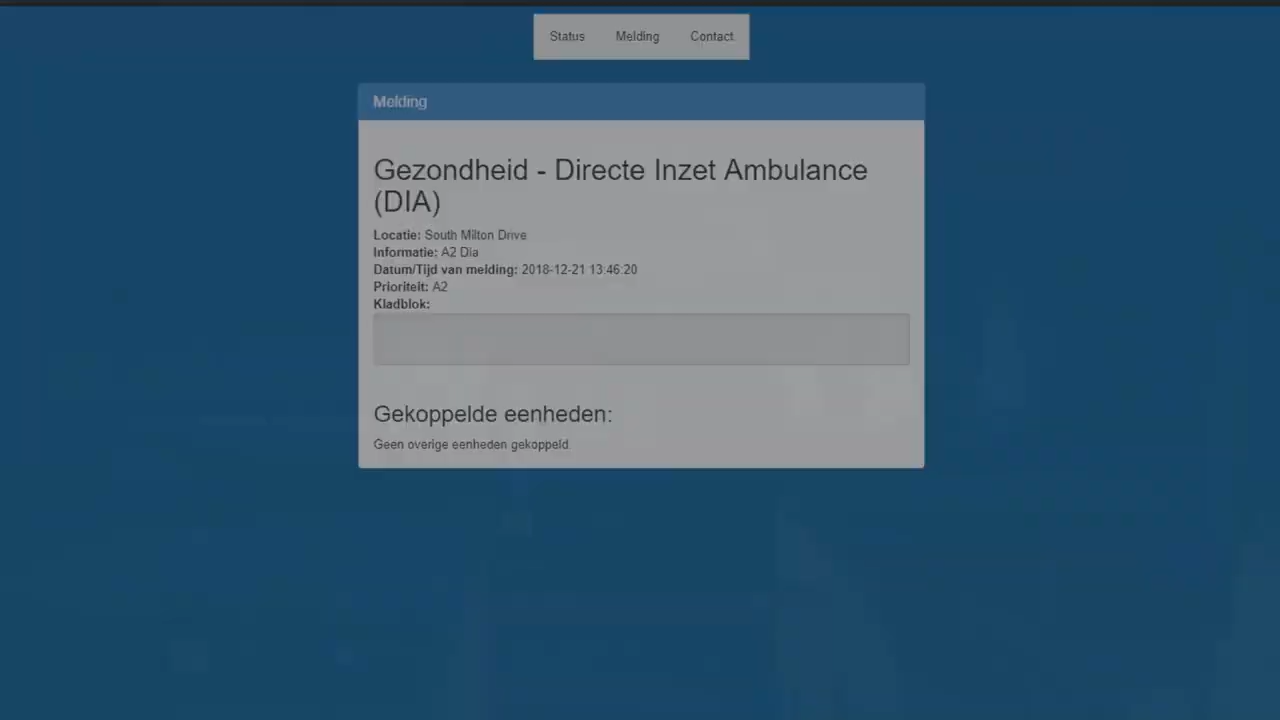 Status Melding Contact
Melding
Gezondheid - Directe Inzet Ambulance
(DIA)
Locatie: South Milton Drive
Informatie: A2 Dia
Datum/Tijd van melding: 2018-12-21 13:46:20
Prioriteit: A2
Kladblok:
Gekoppelde eenheden:
Geen overige eenheden gekoppeld.